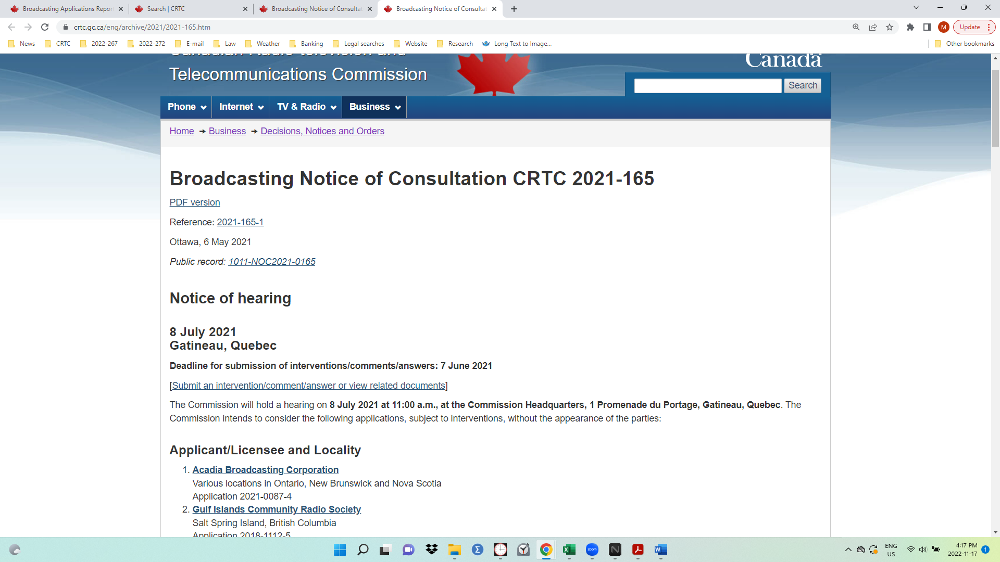 Broadcasting Applications Repor
Search | CRTC
Broadcasting Notice of Consultat
Broadcasting Notice of Consultat
crtc.gc.ca/eng/archive/2021/2021-165.htm
M
Update
News
CRTC
2022-267
2022-272
E-mail
Law
Weather
Banking
Legal searches
Website
Research
Long Text to Image...
Other bookmarks
Canadian Radio-television and
Telecommunications Commission
Canada
Search
Phone
Internet
TV & Radio
Business
Home ➔ Business ➔ Decisions, Notices and Orders
Broadcasting Notice of Consultation CRTC 2021-165
PDF version
Reference: 2021-165-1
Ottawa, 6 May 2021
Public record: 1011-NOC2021-0165
Notice of hearing
8 July 2021
Gatineau, Quebec
Deadline for submission of interventions/comments/answers: 7 June 2021
[Submit an intervention/comment/answer or view related documents]
The Commission will hold a hearing on 8 July 2021 at 11:00 a.m., at the Commission Headquarters, 1 Promenade du Portage, Gatineau, Quebec. The
Commission intends to consider the following applications, subject to interventions, without the appearance of the parties:
Applicant/Licensee and Locality
1. Acadia Broadcasting Corporation
Various locations in Ontario, New Brunswick and Nova Scotia
Application 2021-0087-4
2. Gulf Islands Community Radio Society
Salt Spring Island, British Columbia
Application 2018-1112-5
zoom
ENG
US
4:17 PM
2022-11-17
1